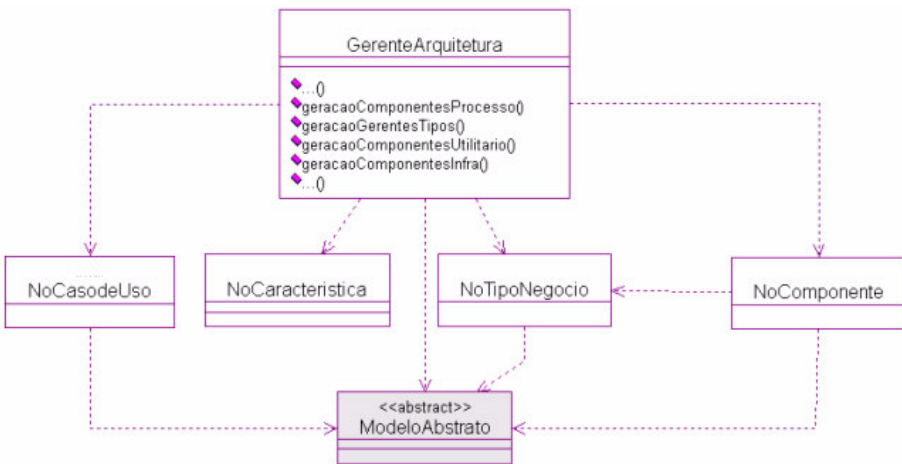 GerenteArquitetura
...()
geracaoComponentesProcesso()
geracaoGerentesTipos()
geracaoComponentesUtilitario()
geracaoComponentesInfra()
...()
NoCasodeUso
NoCaracteristica
NoTipoNegocio
NoComponente
<<abstract>>
ModeloAbstrato